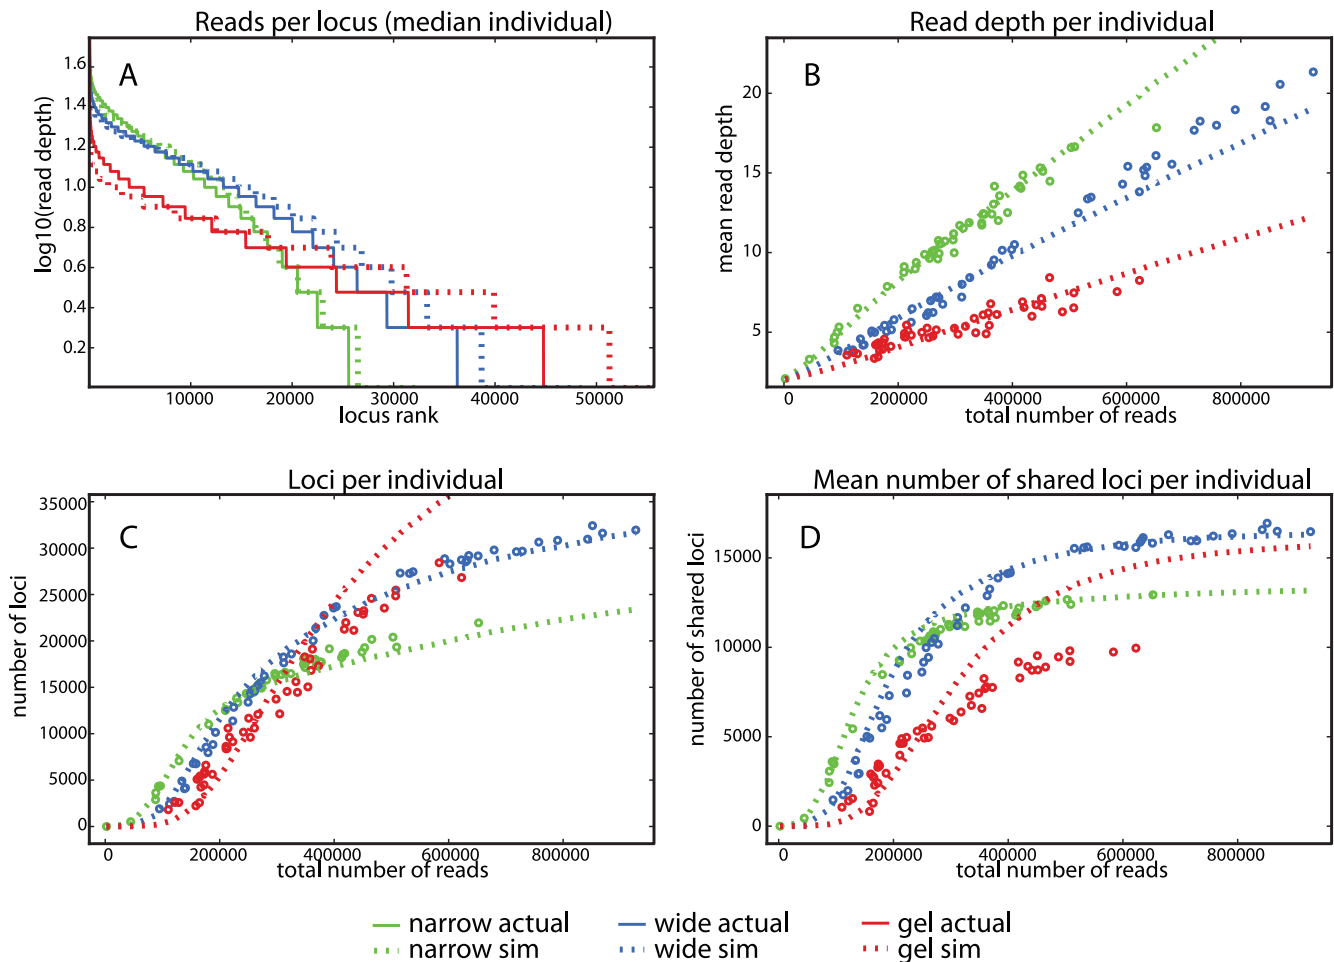 Reads per locus (median individual)
A
log10(read depth)
1.6
1.4
1.2
1.0
0.8
0.6
0.4
0.2
10000 20000 30000 40000 50000
locus rank
Read depth per individual
B
mean read depth
20
15
10
5
0 200000 400000 600000 800000
total number of reads
Loci per individual
C
number of loci
35000
30000
25000
20000
15000
10000
5000
0
0 200000 400000 600000 800000
total number of reads
Mean number of shared loci per individual
D
number of shared loci
15000
10000
5000
0
0 200000 400000 600000 800000
total number of reads
narrow actual wide actual gel actual
narrow sim wide sim gel sim